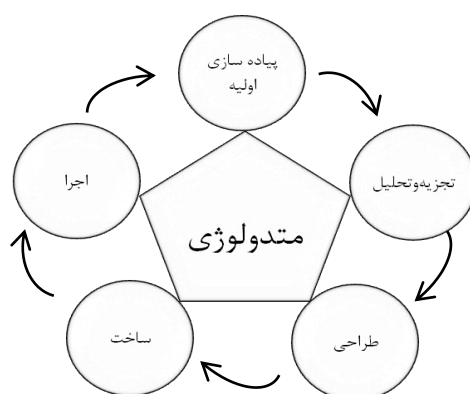 پیاده سازی
اولیه
تجزیه‌وتحلیل
اجرا
متدولوژی
طراحی
ساخت